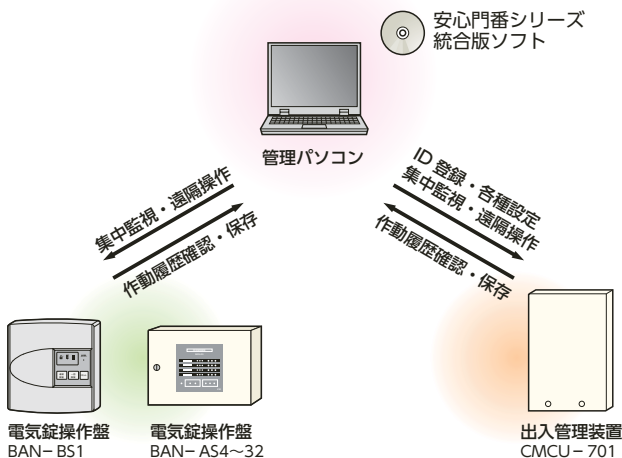 安心門番シリーズ
統合版ソフト
管理パソコン
集中監視・遠隔操作
作動履歴確認・保存
ID 登録・各種設定
集中監視・遠隔操作
作動履歴確認・保存
電気錠操作盤
BAN−BS1
電気錠操作盤
BAN−AS4〜32
出入管理装置
CMCU−701